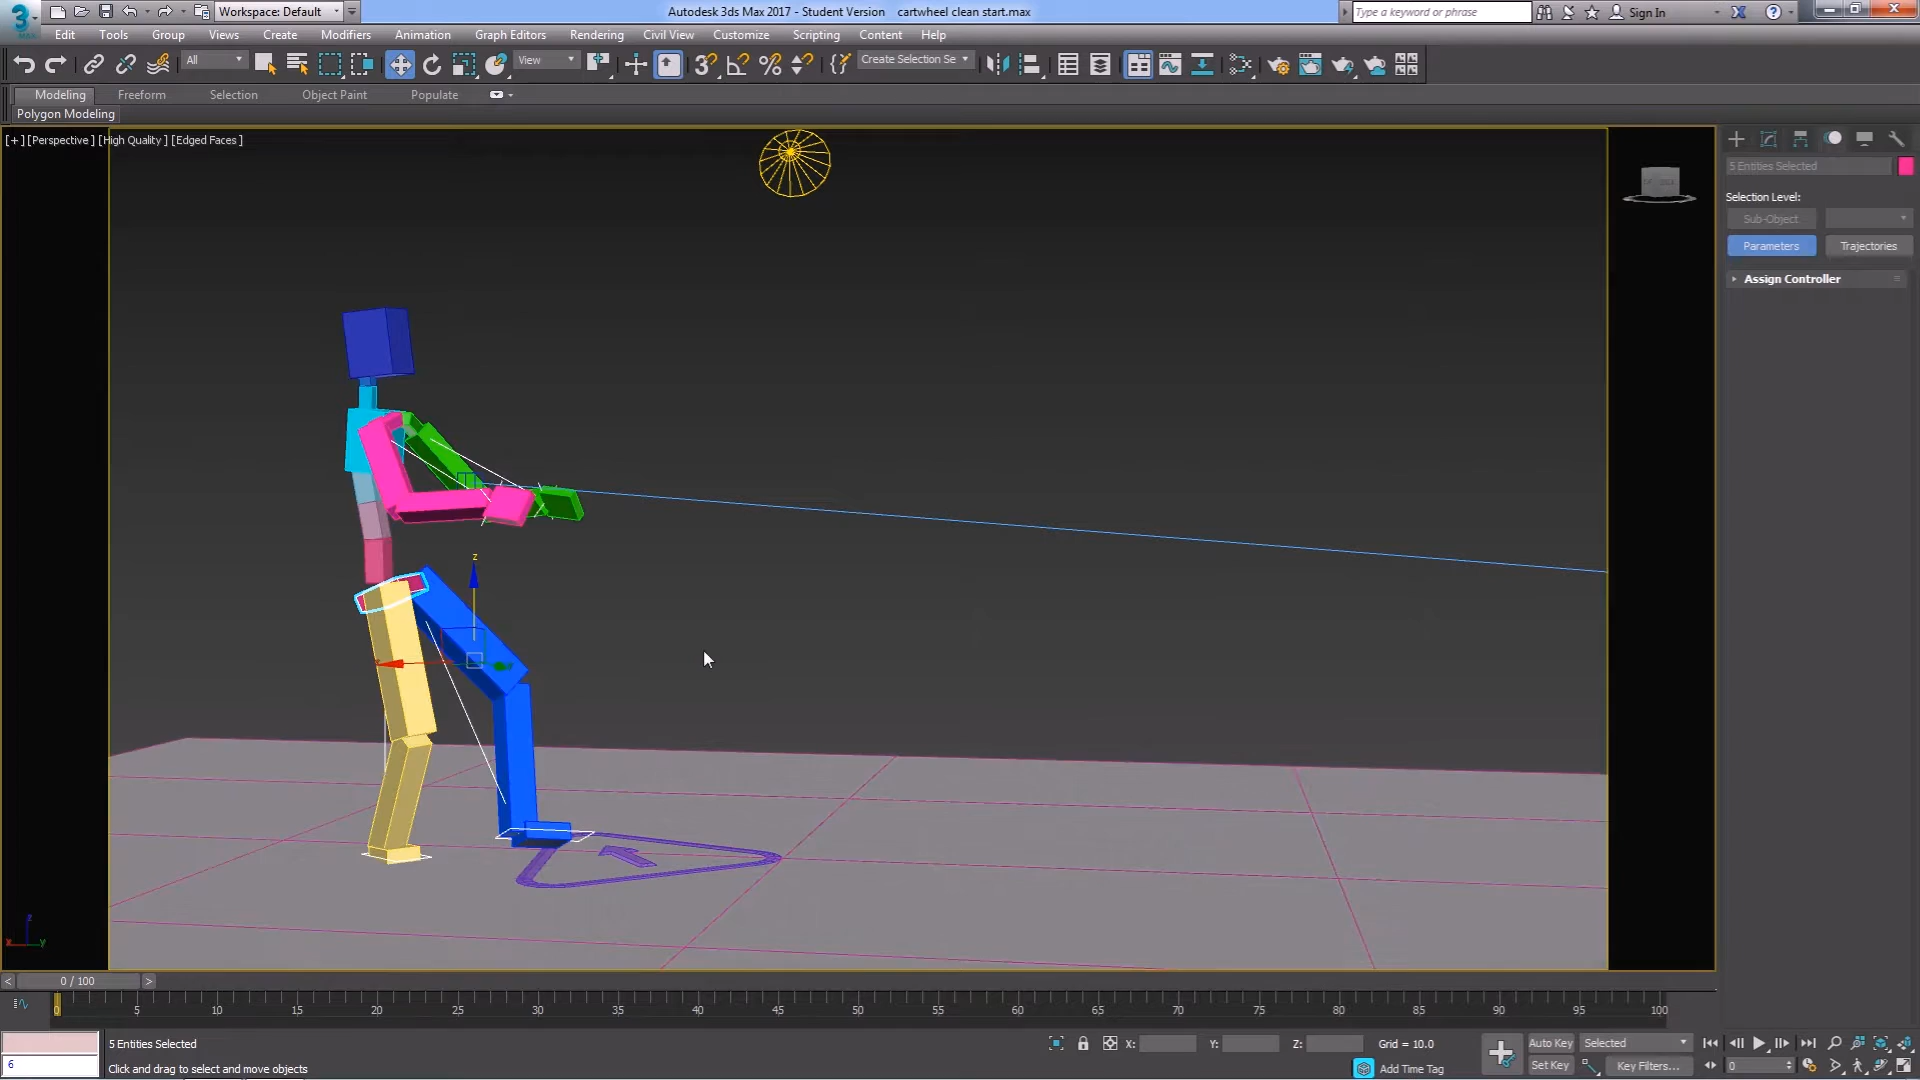 Workspace: Default
Autodesk 3ds Max 2017 - Student Version cartwheel clean start.max
Type a keyword or phrase
Sign In
3
MAX
Edit Tools Group Views Create Modifiers Animation Graph Editors Rendering Civil View Customize Scripting Content Help
All
View
Create Selection Se
Modeling Freeform Selection Object Paint Populate
Polygon Modeling
[+] [Perspective] [High Quality] [Edged Faces]
5 Entities Selected
Selection Level:
Sub-Object
Parameters Trajectories
Assign Controller
z
z
x y
< 0 / 100 >
0 5 10 15 20 25 30 35 40 45 50 55 60 65 70 75 80 85 90 95 100
5 Entities Selected
X: Y: Z: Grid = 10.0
Auto Key Selected
6
Click and drag to select and move objects
Add Time Tag
Set Key Key Filters... 0